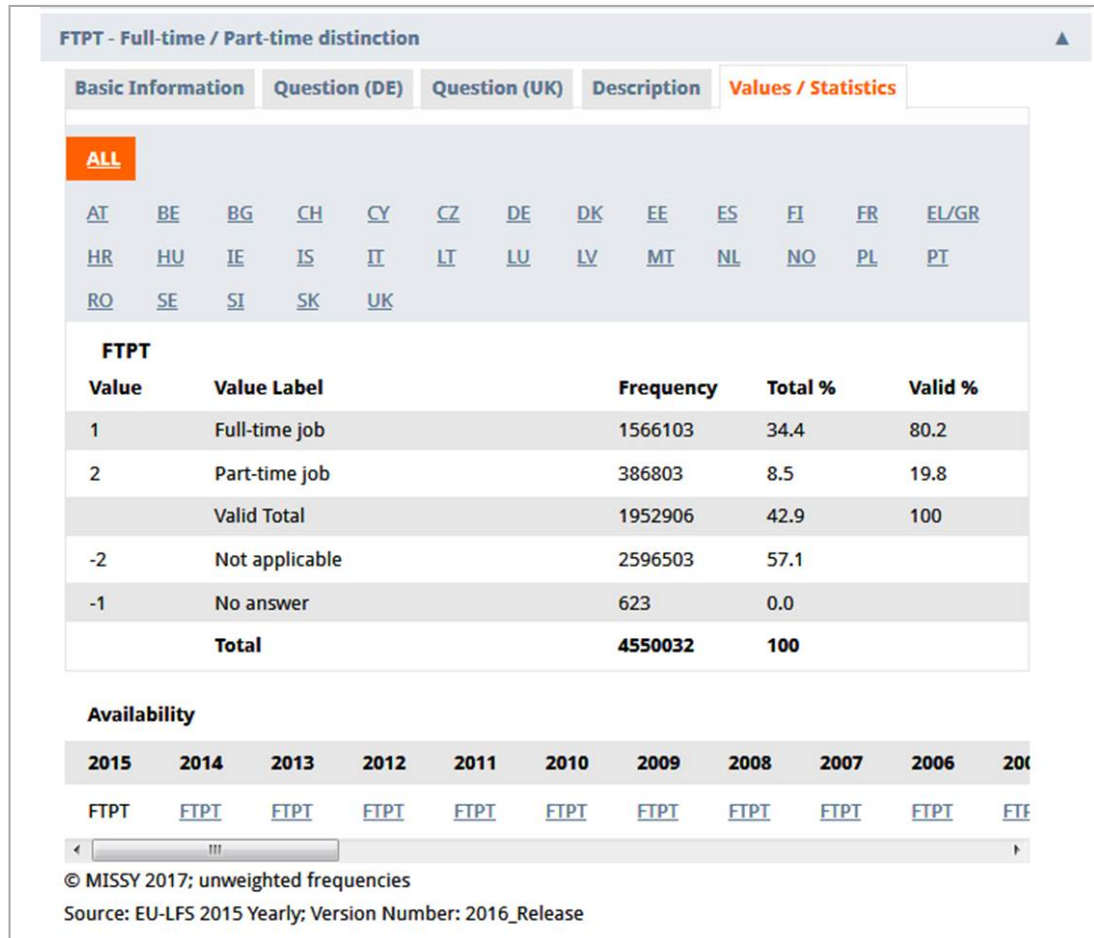 FTPT - Full-time / Part-time distinction ▲
Basic Information Question (DE) Question (UK) Description Values / Statistics
ALL
AT BE BG CH CY CZ DE DK EE ES FI FR EL/GR
HR HU IE IS IT LT LU LV MT NL NO PL PT
RO SE SI SK UK
FTPT
Value Value Label Frequency Total % Valid %
1 Full-time job 1566103 34.4 80.2
2 Part-time job 386803 8.5 19.8
Valid Total 1952906 42.9 100
-2 Not applicable 2596503 57.1
-1 No answer 623 0.0
Total 4550032 100
Availability
2015 2014 2013 2012 2011 2010 2009 2008 2007 2006
FTPT FTPT FTPT FTPT FTPT FTPT FTPT FTPT FTPT FTPT
© MISSY 2017; unweighted frequencies
Source: EU-LFS 2015 Yearly; Version Number: 2016_Release